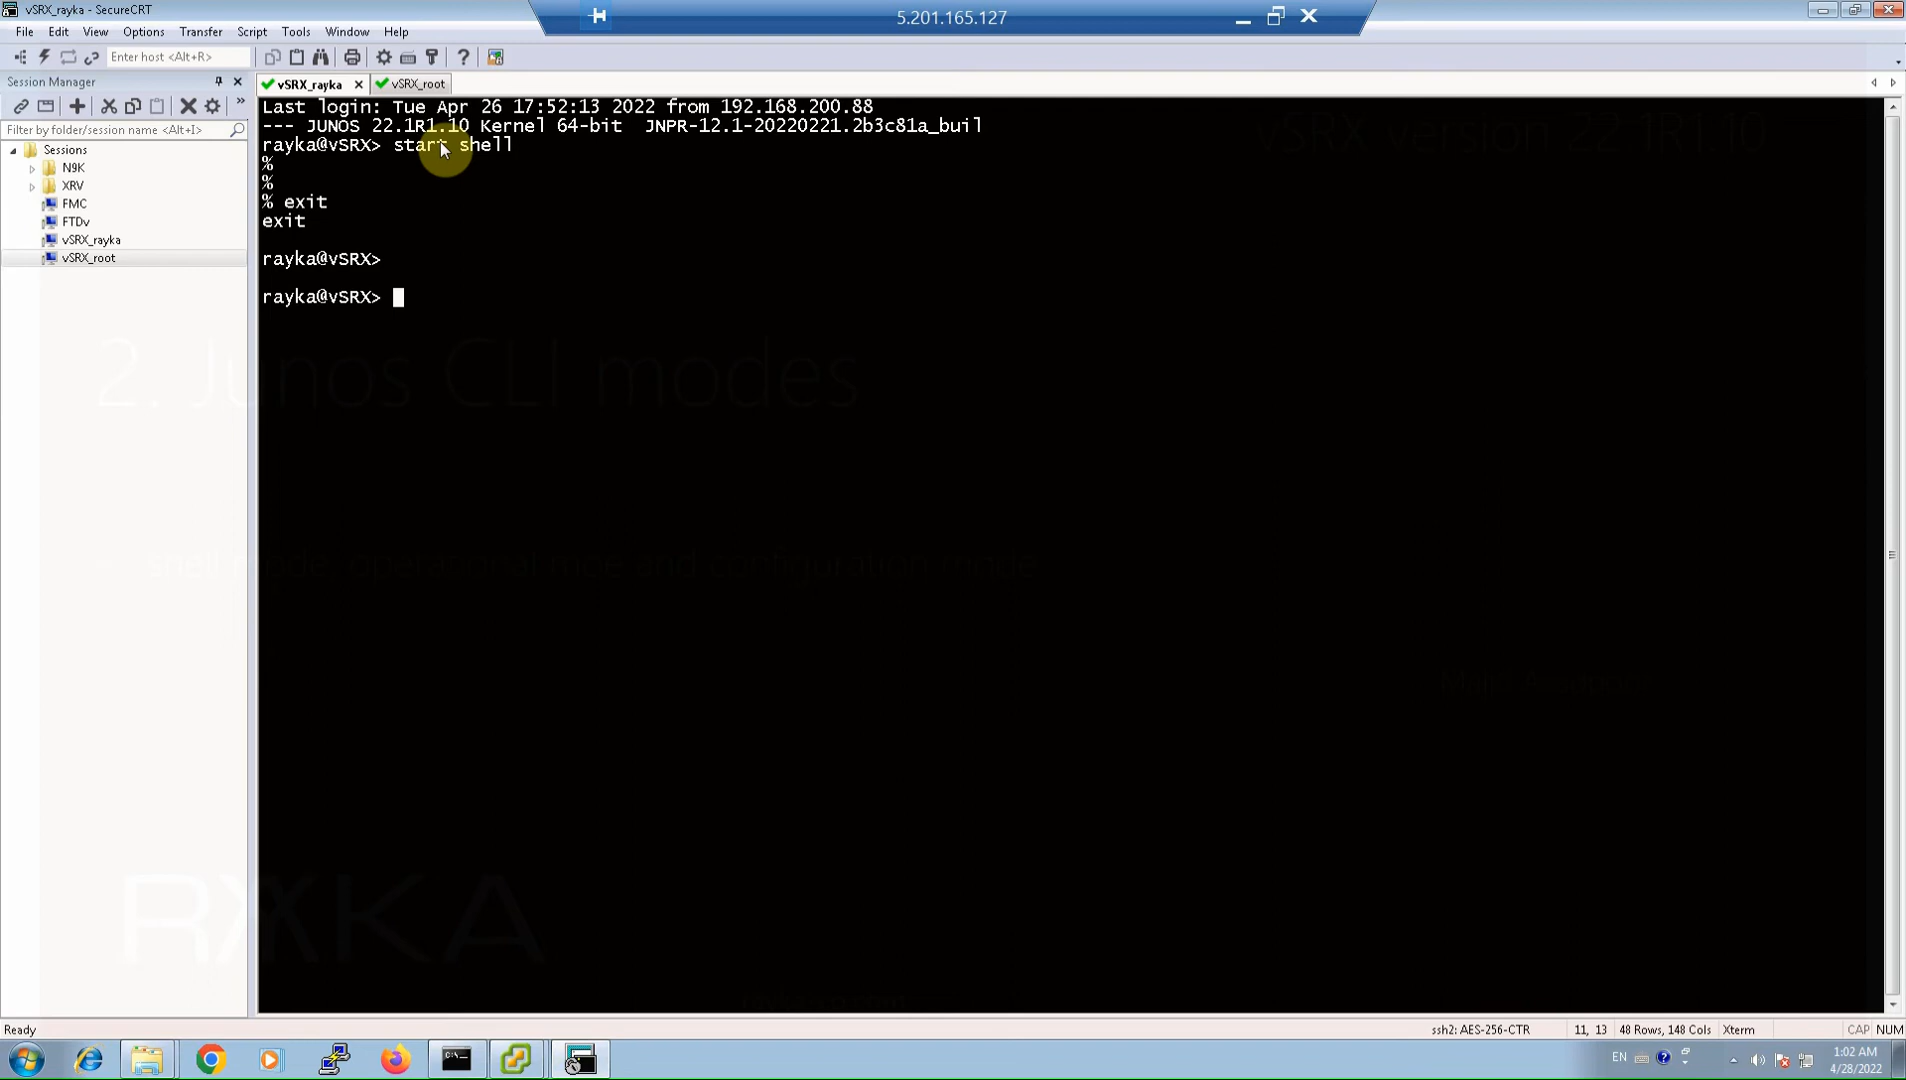 vSRX_rayka - SecureCRT
5.201.165.127
File Edit View Options Transfer Script Tools Window Help
Enter host <Alt+R>
Session Manager
vSRX_rayka vSRX_root
Filter by folder/session name <Alt+I>
Sessions
N9K
XRV
FMC
FTDv
vSRX_rayka
vSRX_root
Last login: Tue Apr 26 17:52:13 2022 from 192.168.200.88
--- JUNOS 22.1R1.10 Kernel 64-bit JNPR-12.1-20220221.2b3c81a_buil
rayka@vSRX> start shell
%
%
% exit
exit
rayka@vSRX>
rayka@vSRX>
vSRX version 22.1R1.10
2. Junos CLI modes
shell mode, operational moe and configuration mode
RAYKA
Ready
ssh2: AES-256-CTR 11, 13 48 Rows, 148 Cols Xterm CAP NUM
EN
1:02 AM
4/28/2022